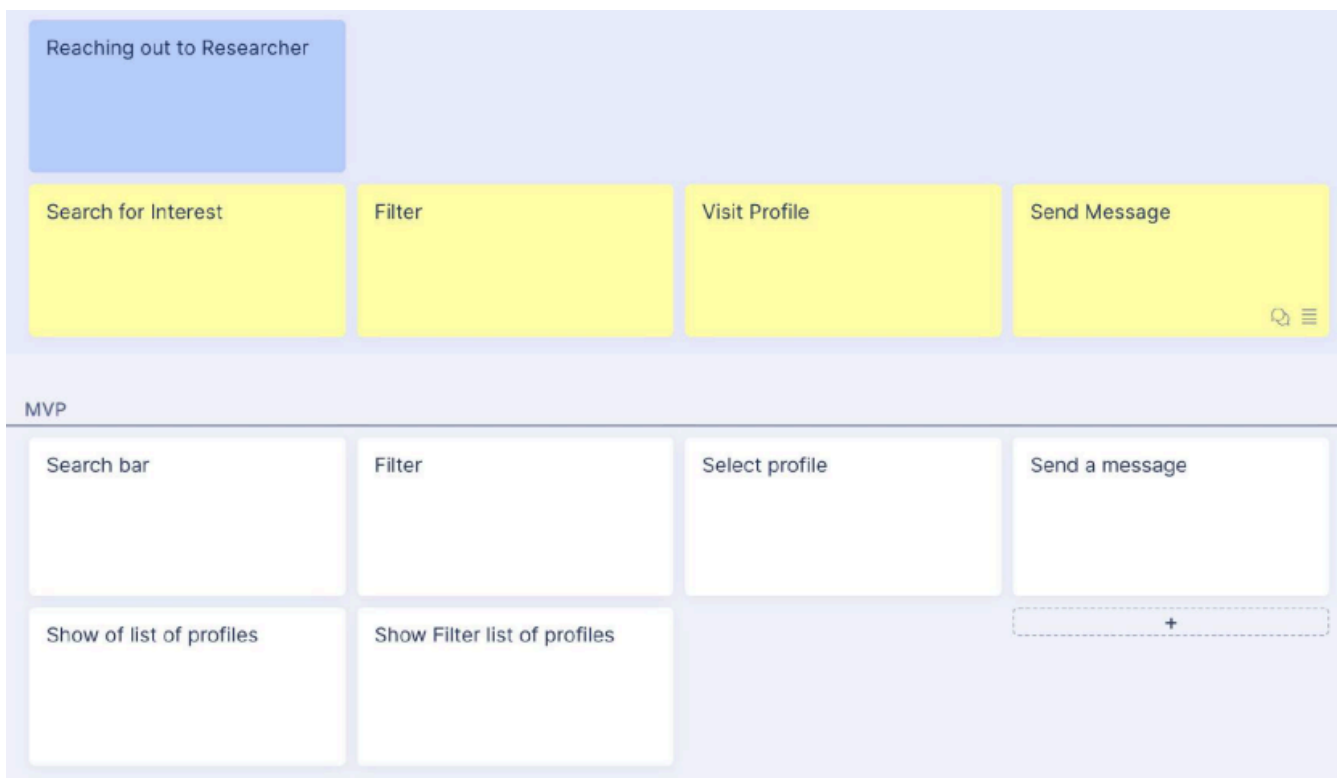 Reaching out to Researcher
Search for Interest
Filter
Visit Profile
Send Message
MVP
Search bar
Filter
Select profile
Send a message
Show of list of profiles
Show Filter list of profiles
+